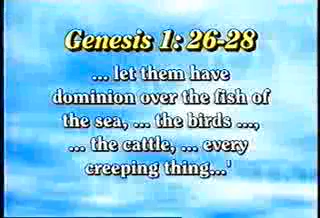 Genesis 1: 26-28
... let them have
dominion over the fish of
the sea, ... the birds ...,
... the cattle, ... every
creeping thing...'